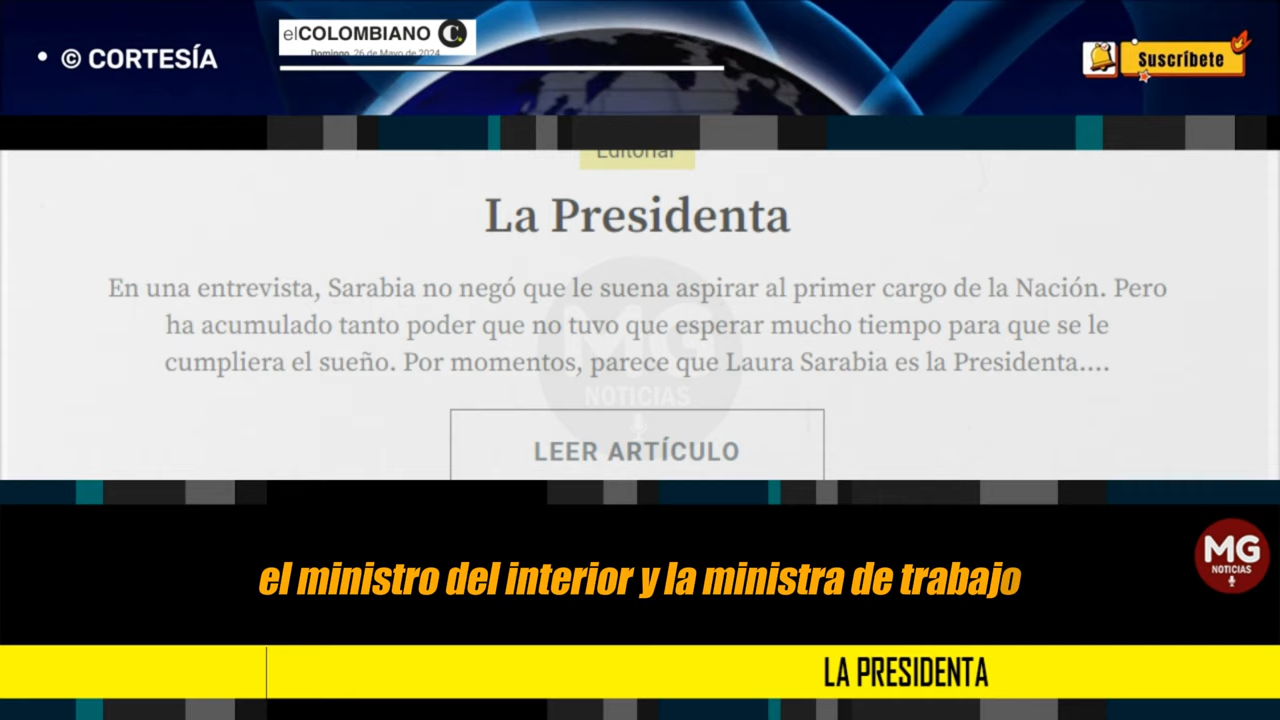 • © CORTESÍA
elCOLOMBIANO
Domingo, 26 de Mayo de 2024
Suscríbete
Editorial
La Presidenta
En una entrevista, Sarabia no negó que le suena aspirar al primer cargo de la Nación. Pero
ha acumulado tanto poder que no tuvo que esperar mucho tiempo para que se le
cumpliera el sueño. Por momentos, parece que Laura Sarabia es la Presidenta....
MG
NOTICIAS
LEER ARTÍCULO
el ministro del interior y la ministra de trabajo
MG
NOTICIAS
LA PRESIDENTA